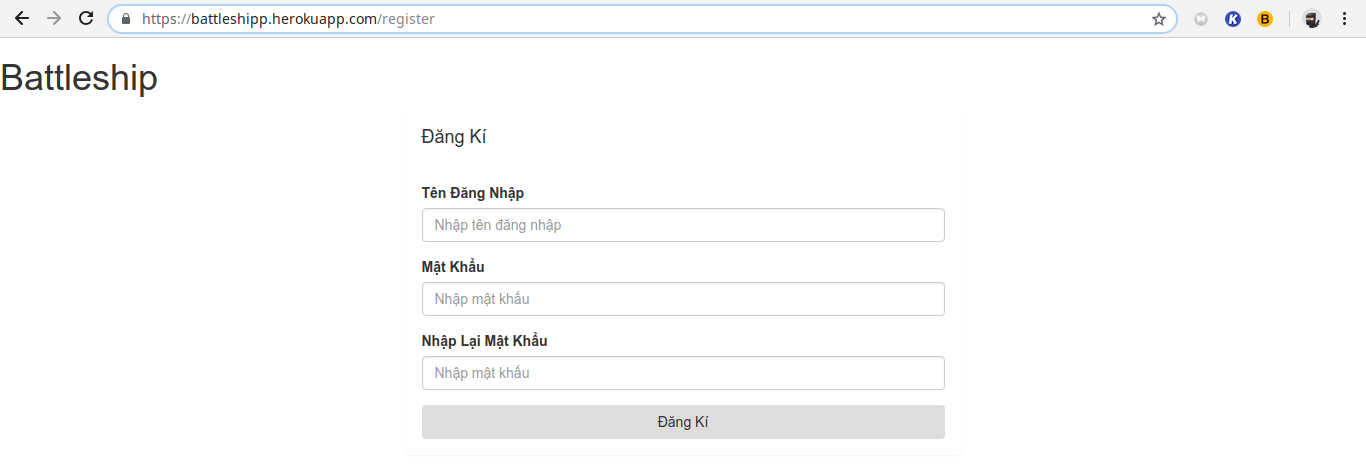 https://battleshipp.herokuapp.com/register
K
B
Battleship
Đăng Kí
Tên Đăng Nhập
Nhập tên đăng nhập
Mật Khẩu
Nhập mật khẩu
Nhập Lại Mật Khẩu
Nhập mật khẩu
Đăng Kí